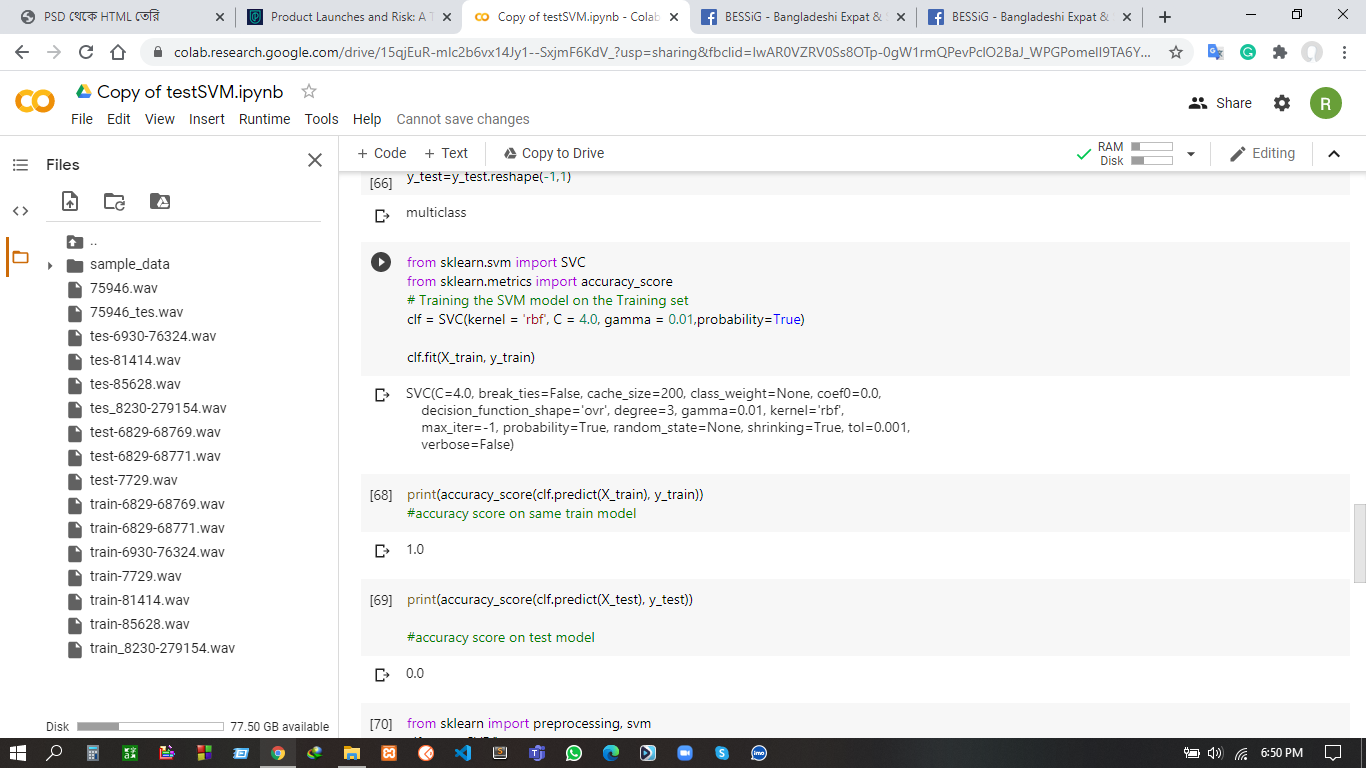 PSD থেকে HTML তৈরি
Product Launches and Risk: A T
Copy of testSVM.ipynb - Colab
BESSiG - Bangladeshi Expat &
BESSiG - Bangladeshi Expat &
colab.research.google.com/drive/15qjEuR-mIc2b6vx14Jy1--SxjmF6KdV_?usp=sharing&fbclid=IwAR0VZRV0Ss8OTp-0gW1rmQPevPclO2BaJ_WPGPomelI9TA6Y...
Copy of testSVM.ipynb
File Edit View Insert Runtime Tools Help Cannot save changes
Share
R
Files
+ Code + Text Copy to Drive
RAM
Disk
Editing
..
sample_data
75946.wav
75946_tes.wav
tes-6930-76324.wav
tes-81414.wav
tes-85628.wav
tes_8230-279154.wav
test-6829-68769.wav
test-6829-68771.wav
test-7729.wav
train-6829-68769.wav
train-6829-68771.wav
train-6930-76324.wav
train-7729.wav
train-81414.wav
train-85628.wav
train_8230-279154.wav
Disk 77.50 GB available
[66] y_test=y_test.reshape(-1,1)
multiclass
from sklearn.svm import SVC
from sklearn.metrics import accuracy_score
# Training the SVM model on the Training set
clf = SVC(kernel = 'rbf', C = 4.0, gamma = 0.01,probability=True)
clf.fit(X_train, y_train)
SVC(C=4.0, break_ties=False, cache_size=200, class_weight=None, coef0=0.0,
decision_function_shape='ovr', degree=3, gamma=0.01, kernel='rbf',
max_iter=-1, probability=True, random_state=None, shrinking=True, tol=0.001,
verbose=False)
[68] print(accuracy_score(clf.predict(X_train), y_train))
#accuracy score on same train model
1.0
[69] print(accuracy_score(clf.predict(X_test), y_test))
#accuracy score on test model
0.0
[70] from sklearn import preprocessing, svm
6:50 PM